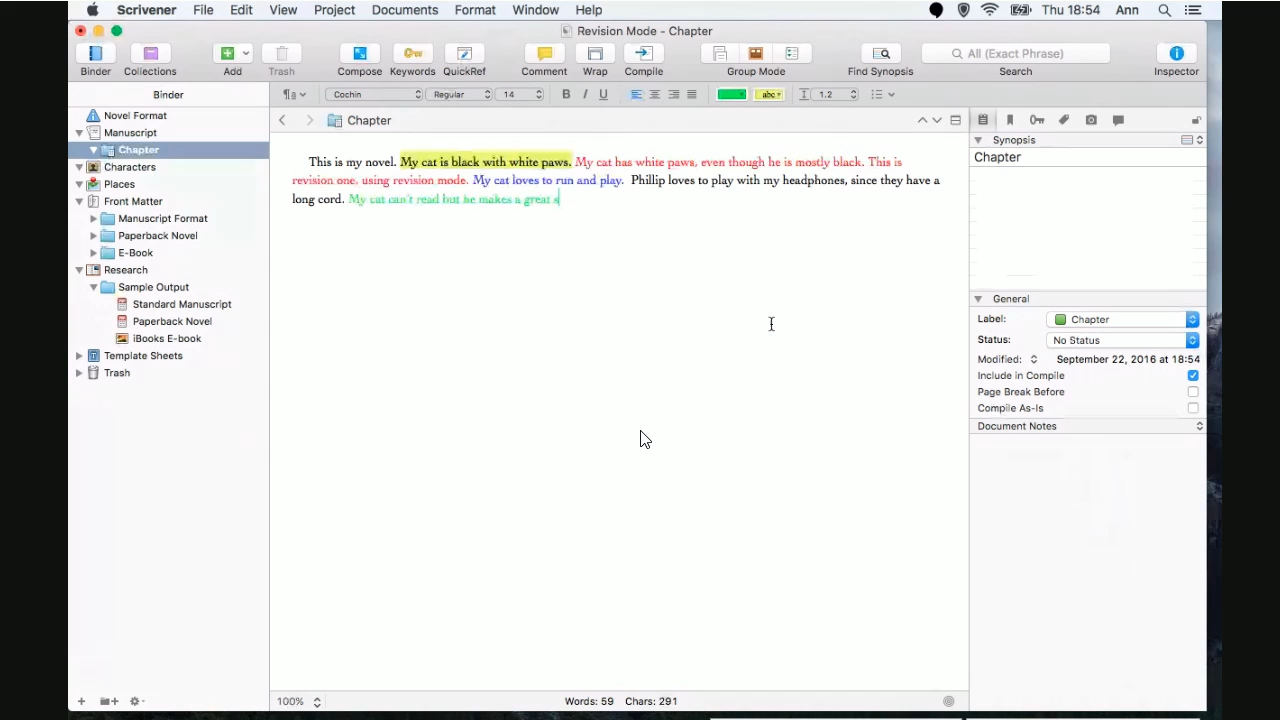 Scrivener File Edit View Project Documents Format Window Help Thu 18:54 Ann
Revision Mode - Chapter
Binder Collections Add Trash Compose Keywords QuickRef Comment Wrap Compile Group Mode Find Synopsis All (Exact Phrase) Search Inspector
Binder
¶a Cochin Regular 14 B I U abc 1.2
Novel Format
Manuscript
Chapter
Characters
Places
Front Matter
Manuscript Format
Paperback Novel
E-Book
Research
Sample Output
Standard Manuscript
Paperback Novel
iBooks E-book
Template Sheets
Trash
Chapter
This is my novel. My cat is black with white paws. My cat has white paws, even though he is mostly black. This is
revision one, using revision mode. My cat loves to run and play. Phillip loves to play with my headphones, since they have a
long cord. My cat can't read but he makes a great s
100% Words: 59 Chars: 291
Synopsis
Chapter
General
Label: Chapter
Status: No Status
Modified: September 22, 2016 at 18:54
Include in Compile
Page Break Before
Compile As-Is
Document Notes